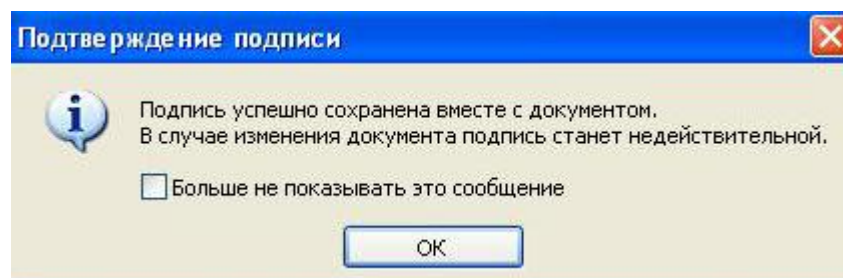 Подтверждение подписи
Подпись успешно сохранена вместе с документом.
В случае изменения документа подпись станет недействительной.
Больше не показывать это сообщение
ОК